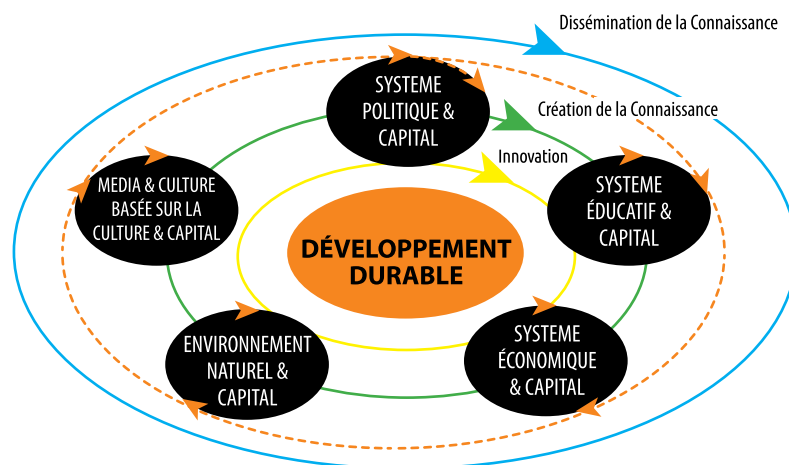 Dissémination de la Connaissance
SYSTEME
POLITIQUE &
CAPITAL
Création de la Connaissance
Innovation
MEDIA & CULTURE
BASÉE SUR LA
CULTURE & CAPITAL
SYSTEME
ÉDUCATIF &
CAPITAL
DÉVELOPPEMENT
DURABLE
ENVIRONNEMENT
NATUREL &
CAPITAL
SYSTEME
ÉCONOMIQUE
& CAPITAL